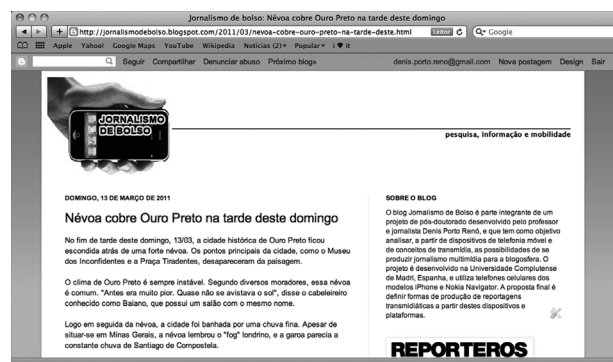 Jornalismo de bolso: Névoa cobre Ouro Preto na tarde deste domingo
http://jornalismodebolso.blogspot.com/2011/03/nevoa-cobre-ouro-preto-na-tarde-deste.html Leitor Google
Apple Yahoo! Google Maps YouTube Wikipedia Notícias (2) Popular i ♥ it
Seguir Compartilhar Denunciar abuso Próximo blog» denis.porto.reno@gmail.com Nova postagem Design Sair
JORNALISMO
DE BOLSO
pesquisa, informação e mobilidade
DOMINGO, 13 DE MARÇO DE 2011
Névoa cobre Ouro Preto na tarde deste domingo
No fim de tarde deste domingo, 13/03, a cidade histórica de Ouro Preto ficou
escondida atrás de uma forte névoa. Os pontos principais da cidade, como o Museu
dos Inconfidentes e a Praça Tiradentes, desapareceram da paisagem.
O clima de Ouro Preto é sempre instável. Segundo diversos moradores, essa névoa
é comum. "Antes era muito pior. Quase não se avistava o sol", disse o cabeleireiro
conhecido como Baiano, que possui um salão com o mesmo nome.
Logo em seguida da névoa, a cidade foi banhada por uma chuva fina. Apesar de
situar-se em Minas Gerais, a névoa lembrou o "fog" londrino, e a garoa parecia a
constante chuva de Santiago de Compostela.
SOBRE O BLOG
O blog Jornalismo de Bolso é parte integrante de um
projeto de pós-doutorado desenvolvido pelo professor
e jornalista Denis Porto Renó, e que tem como objetivo
analisar, a partir de dispositivos de telefonia móvel e
de conceitos de transmídia, as possibilidades de se
produzir jornalismo multimídia para a blogosfera. O
projeto é desenvolvido na Universidade Complutense
de Madri, Espanha, e utiliza telefones celulares dos
modelos iPhone e Nokia Navigator. A proposta final é
definir formas de produção de reportagens
transmidiáticas a partir destes dispositivos e
plataformas.
REPORTEROS